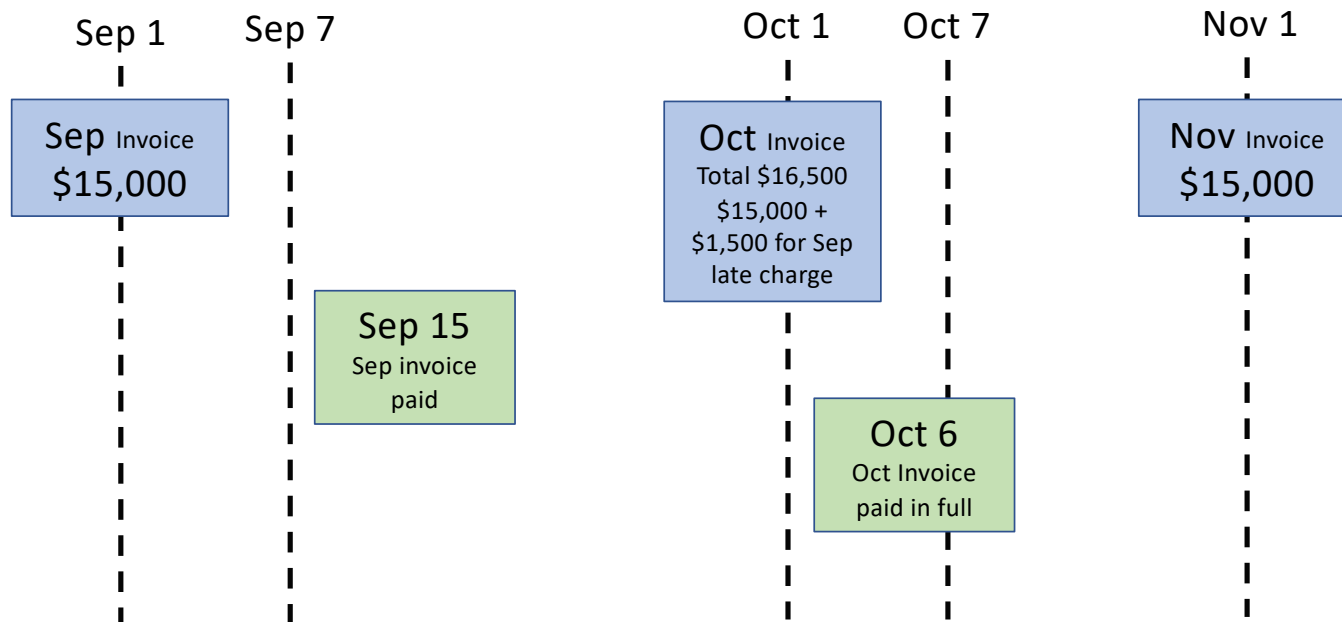 Sep 1
Sep 7
Oct 1
Oct 7
Nov 1
Sep Invoice
$15,000
Oct Invoice
Total $16,500
$15,000 +
$1,500 for Sep
late charge
Nov Invoice
$15,000
Sep 15
Sep invoice
paid
Oct 6
Oct Invoice
paid in full